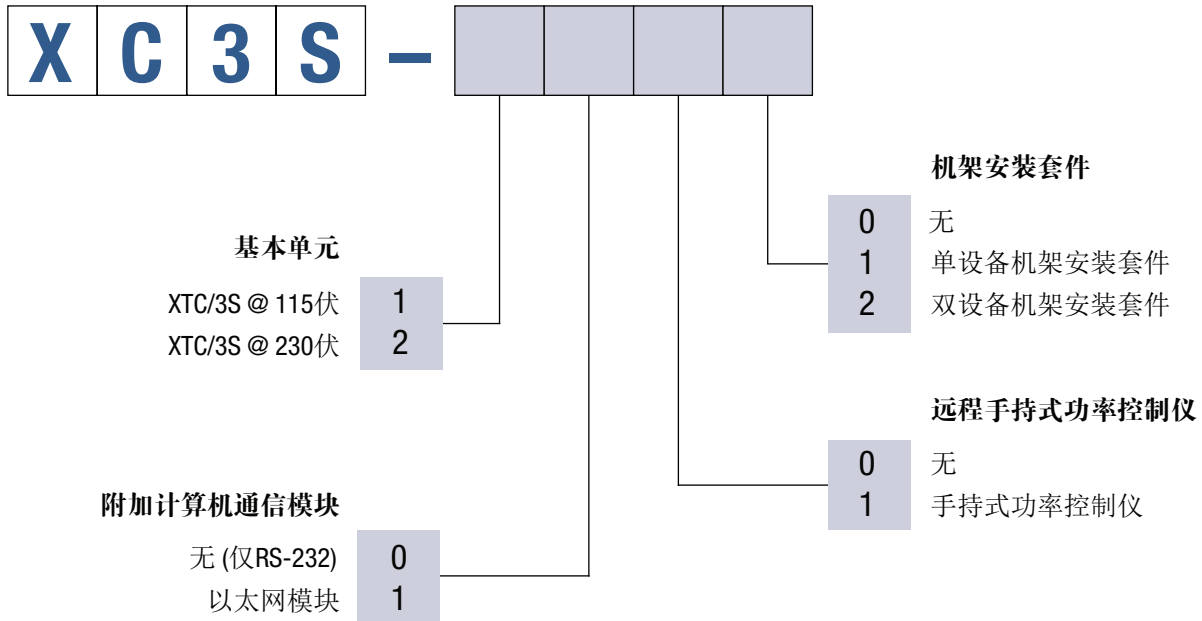 XC3S –
基本单元
XTC/3S @ 115伏 1
XTC/3S @ 230伏 2
附加计算机通信模块
无 (仅RS-232) 0
以太网模块 1
机架安装套件
0 无
1 单设备机架安装套件
2 双设备机架安装套件
远程手持式功率控制仪
0 无
1 手持式功率控制仪